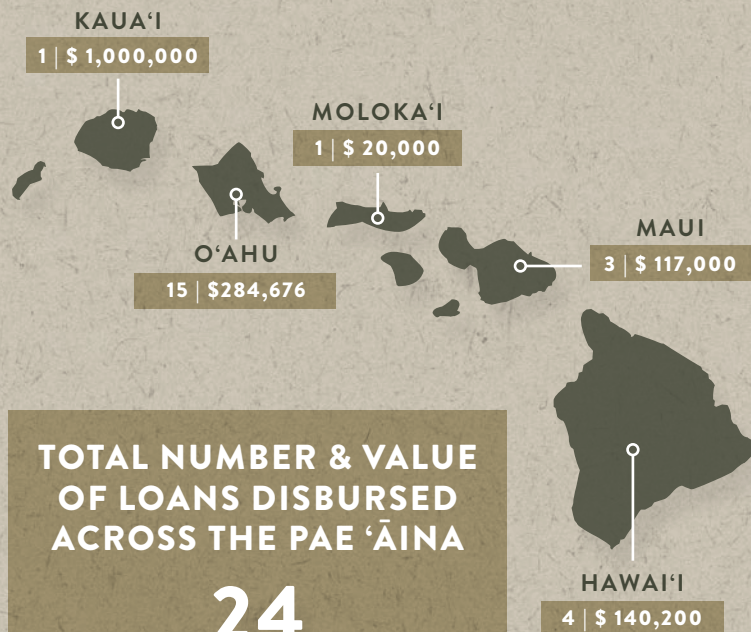 KAUAʻI
1 | $ 1,000,000
MOLOKAʻI
1 | $ 20,000
OʻAHU
15 | $284,676
MAUI
3 | $ 117,000
TOTAL NUMBER & VALUE
OF LOANS DISBURSED
ACROSS THE PAE ʻĀINA
24
HAWAIʻI
4 | $ 140,200